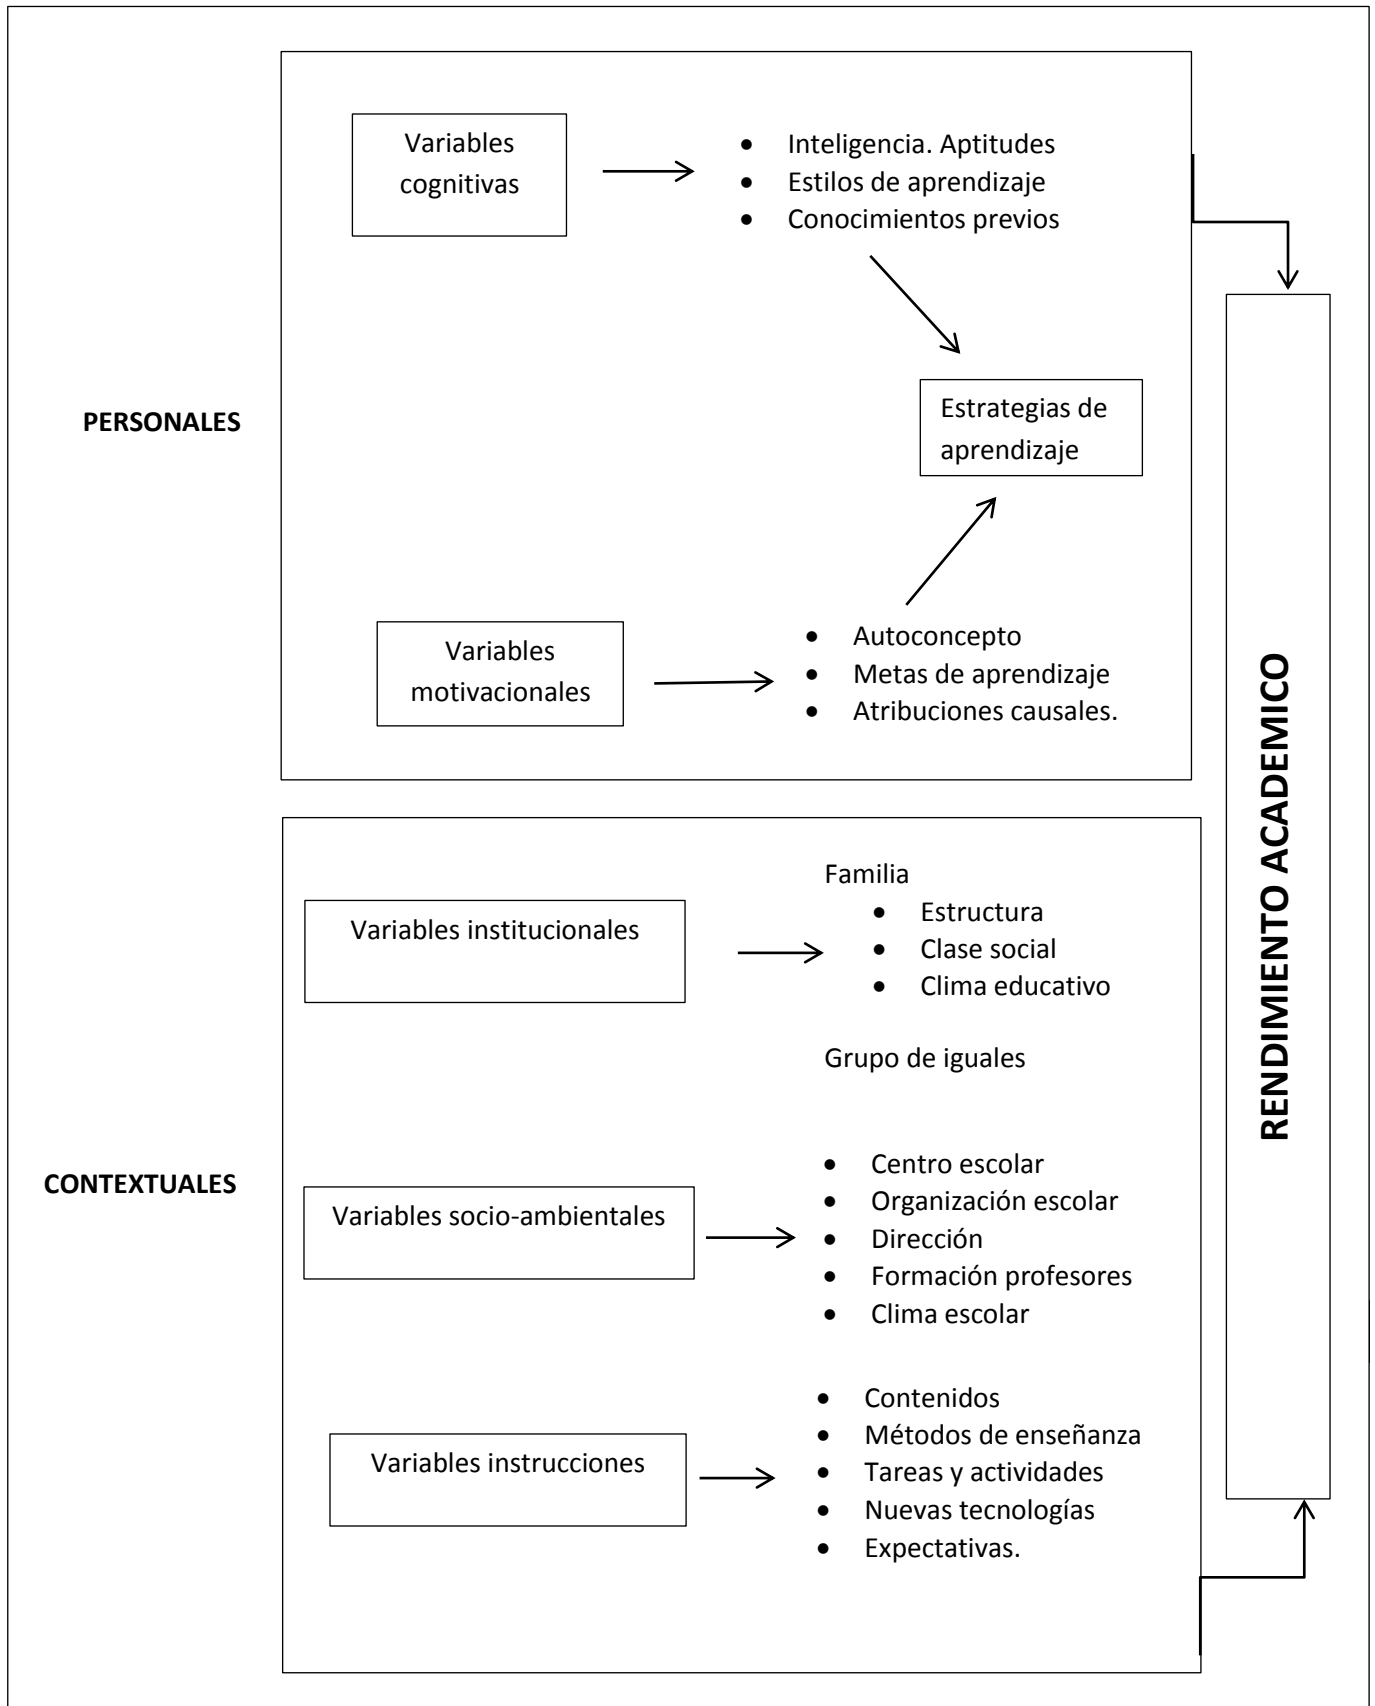 Variables
cognitivas
• Inteligencia. Aptitudes
• Estilos de aprendizaje
• Conocimientos previos
PERSONALES
Estrategias de
aprendizaje
Variables
motivacionales
• Autoconcepto
• Metas de aprendizaje
• Atribuciones causales.
CONTEXTUALES
Variables institucionales
Familia
• Estructura
• Clase social
• Clima educativo
Grupo de iguales
Variables socio-ambientales
• Centro escolar
• Organización escolar
• Dirección
• Formación profesores
• Clima escolar
Variables instrucciones
• Contenidos
• Métodos de enseñanza
• Tareas y actividades
• Nuevas tecnologías
• Expectativas.
RENDIMIENTO ACADEMICO